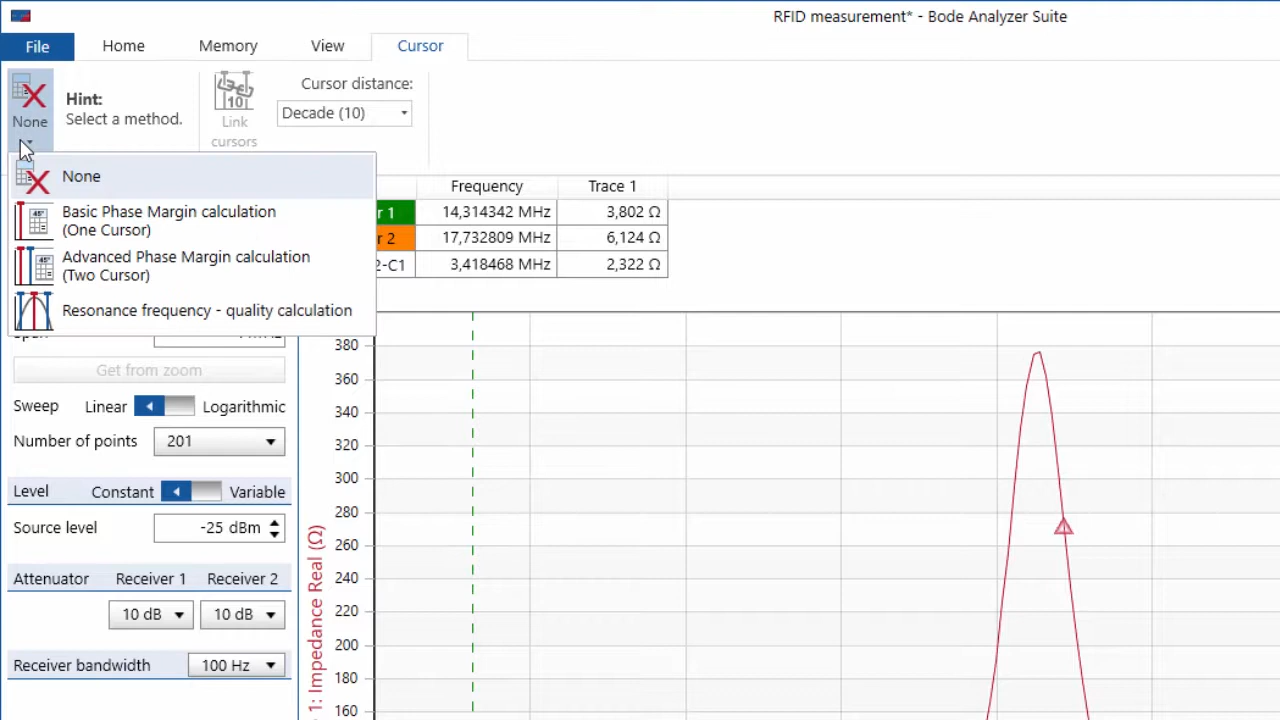 RFID measurement* - Bode Analyzer Suite
File
Home
Memory
View
Cursor
None
Hint:
Select a method.
Link
cursors
10
Cursor distance:
Decade (10)
None
Basic Phase Margin calculation
(One Cursor)
Advanced Phase Margin calculation
(Two Cursor)
Resonance frequency - quality calculation
45°
45°
Frequency
Trace 1
r 1
14,314342 MHz
3,802 Ω
r 2
17,732809 MHz
6,124 Ω
2-C1
3,418468 MHz
2,322 Ω
Get from zoom
Sweep
Linear
Logarithmic
Number of points
201
Level
Constant
Variable
Source level
-25 dBm
Attenuator
Receiver 1
Receiver 2
10 dB
10 dB
Receiver bandwidth
100 Hz
1: Impedance Real (Ω)
380
360
340
320
300
280
260
240
220
200
180
160